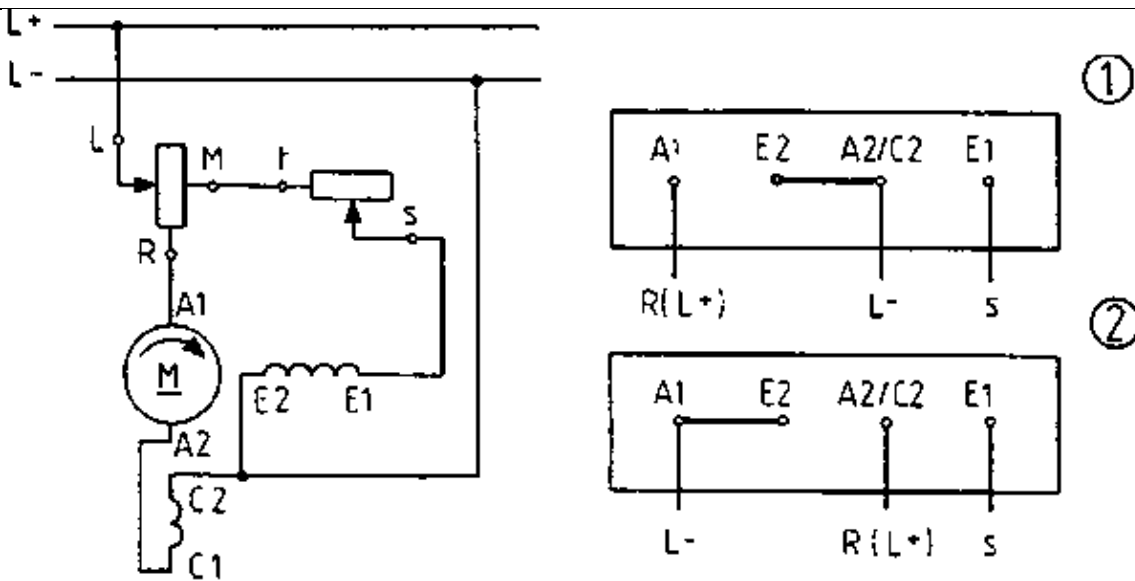 L+
L-
L
M
t
s
R
A1
M
E2 E1
A2
C2
C1
1
A1 E2 A2/C2 E1
R(L+) L- s
2
A1 E2 A2/C2 E1
L- R(L+) s